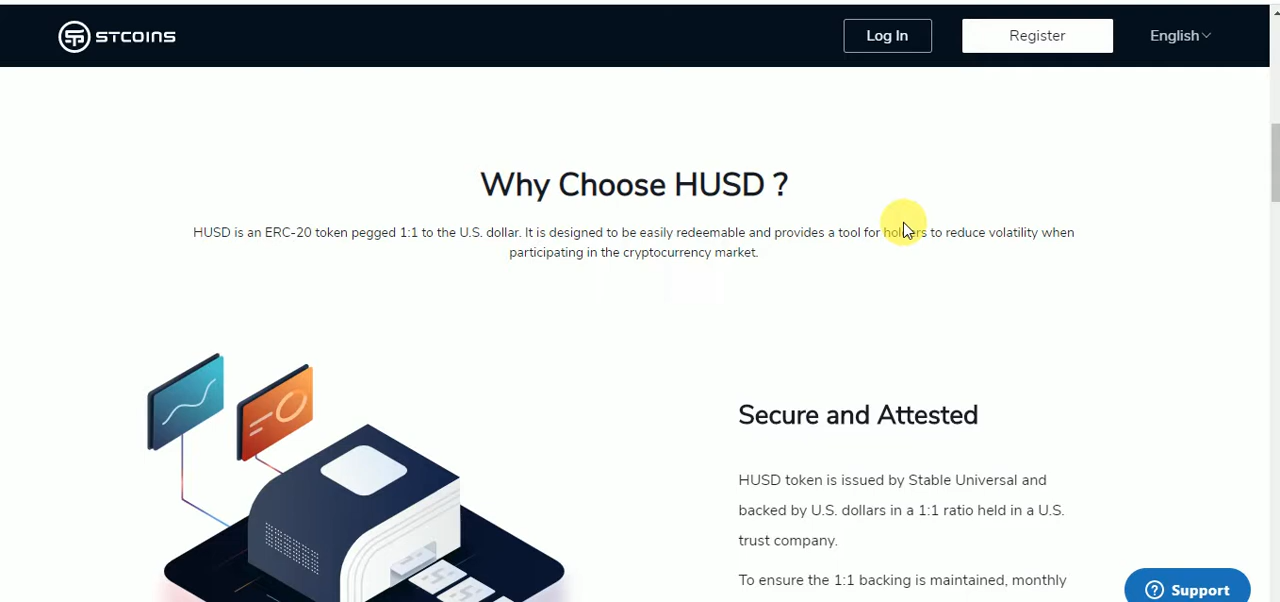 STCOINS
Log In
Register
English
Why Choose HUSD ?
HUSD is an ERC-20 token pegged 1:1 to the U.S. dollar. It is designed to be easily redeemable and provides a tool for holders to reduce volatility when
participating in the cryptocurrency market.
Secure and Attested
HUSD token is issued by Stable Universal and
backed by U.S. dollars in a 1:1 ratio held in a U.S.
trust company.
To ensure the 1:1 backing is maintained, monthly
Support